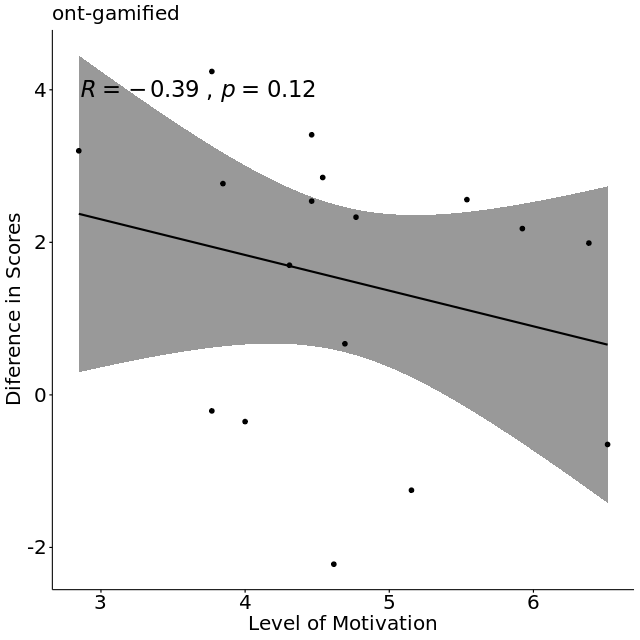 ont-gamified
R = −0.39 , p = 0.12
4
2
0
-2
3 4 5 6
Level of Motivation
Diference in Scores